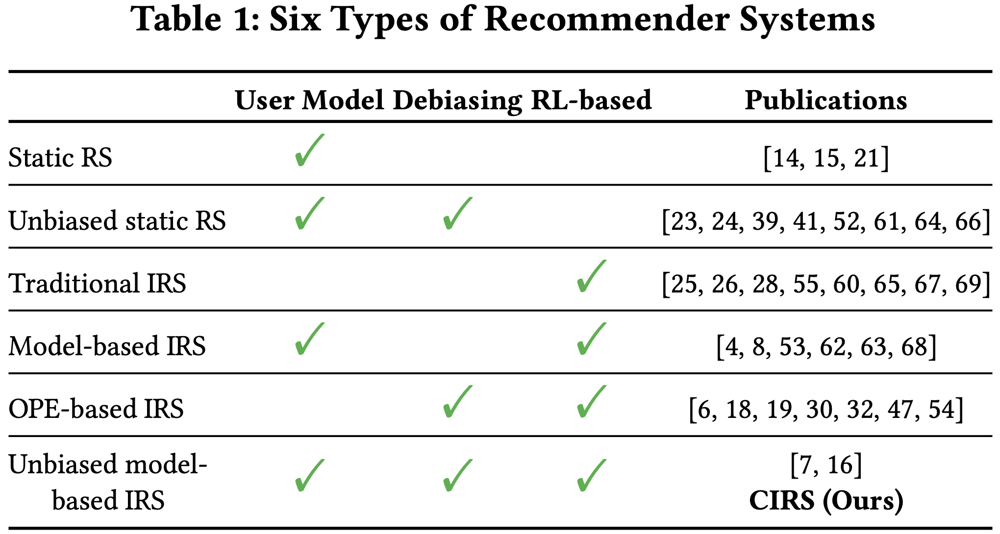 Table 1: Six Types of Recommender Systems
User Model Debiasing RL-based Publications
Static RS ✓ [14, 15, 21]
Unbiased static RS ✓ ✓ [23, 24, 39, 41, 52, 61, 64, 66]
Traditional IRS ✓ [25, 26, 28, 55, 60, 65, 67, 69]
Model-based IRS ✓ ✓ [4, 8, 53, 62, 63, 68]
OPE-based IRS ✓ ✓ [6, 18, 19, 30, 32, 47, 54]
Unbiased model-
based IRS ✓ ✓ ✓ [7, 16]
CIRS (Ours)